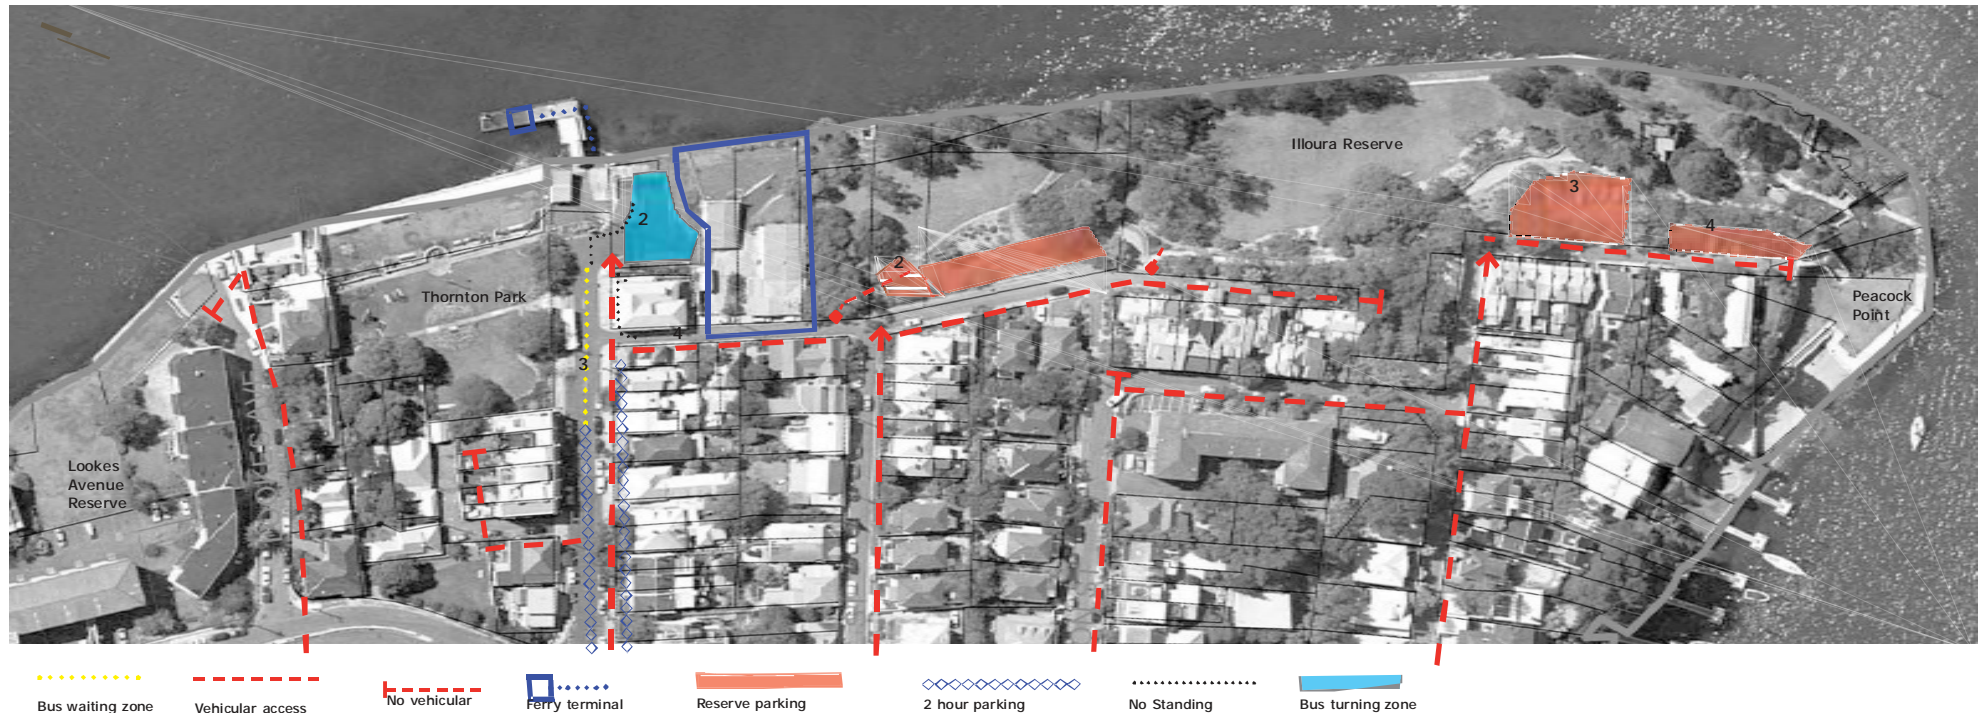 Illoura Reserve
3
2
4
2
Thornton Park
Peacock
Point
4
3
Lookes
Avenue
Reserve
Bus waiting zone
Vehicular access
No vehicular
Ferry terminal
Reserve parking
2 hour parking
No Standing
Bus turning zone